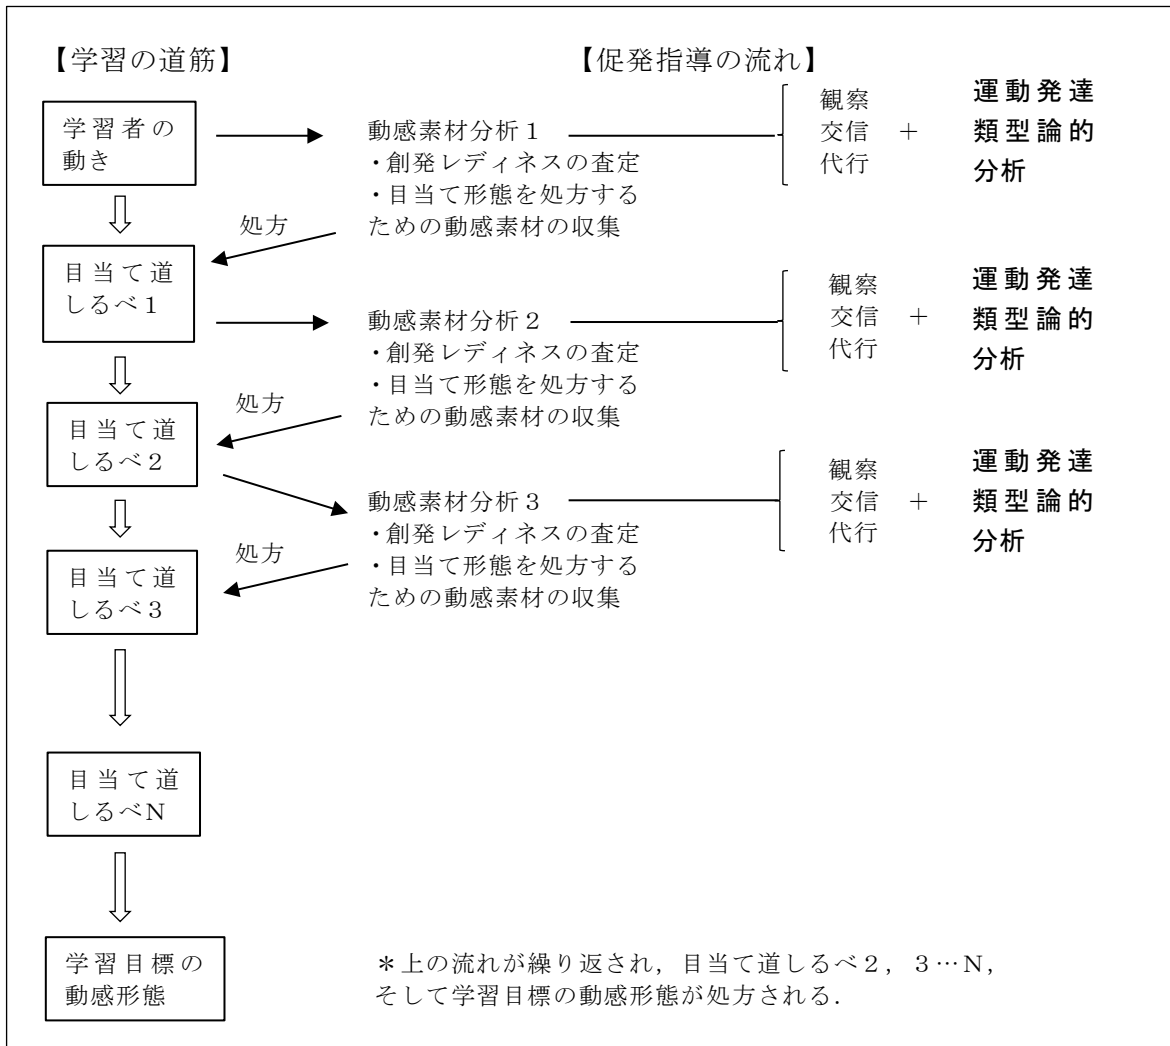 【学習の道筋】
【促発指導の流れ】
学習者の
動き
動感素材分析1
・創発レディネスの査定
・目当て形態を処方する
ための動感素材の収集
観察
交信
代行
+
運動発達
類型論的
分析
処方
目当て道
しるべ1
動感素材分析2
・創発レディネスの査定
・目当て形態を処方する
ための動感素材の収集
観察
交信
代行
+
運動発達
類型論的
分析
処方
目当て道
しるべ2
動感素材分析3
・創発レディネスの査定
・目当て形態を処方する
ための動感素材の収集
観察
交信
代行
+
運動発達
類型論的
分析
処方
目当て道
しるべ3
目当て道
しるべN
学習目標の
動感形態
＊上の流れが繰り返され，目当て道しるべ2，3…N，
そして学習目標の動感形態が処方される．